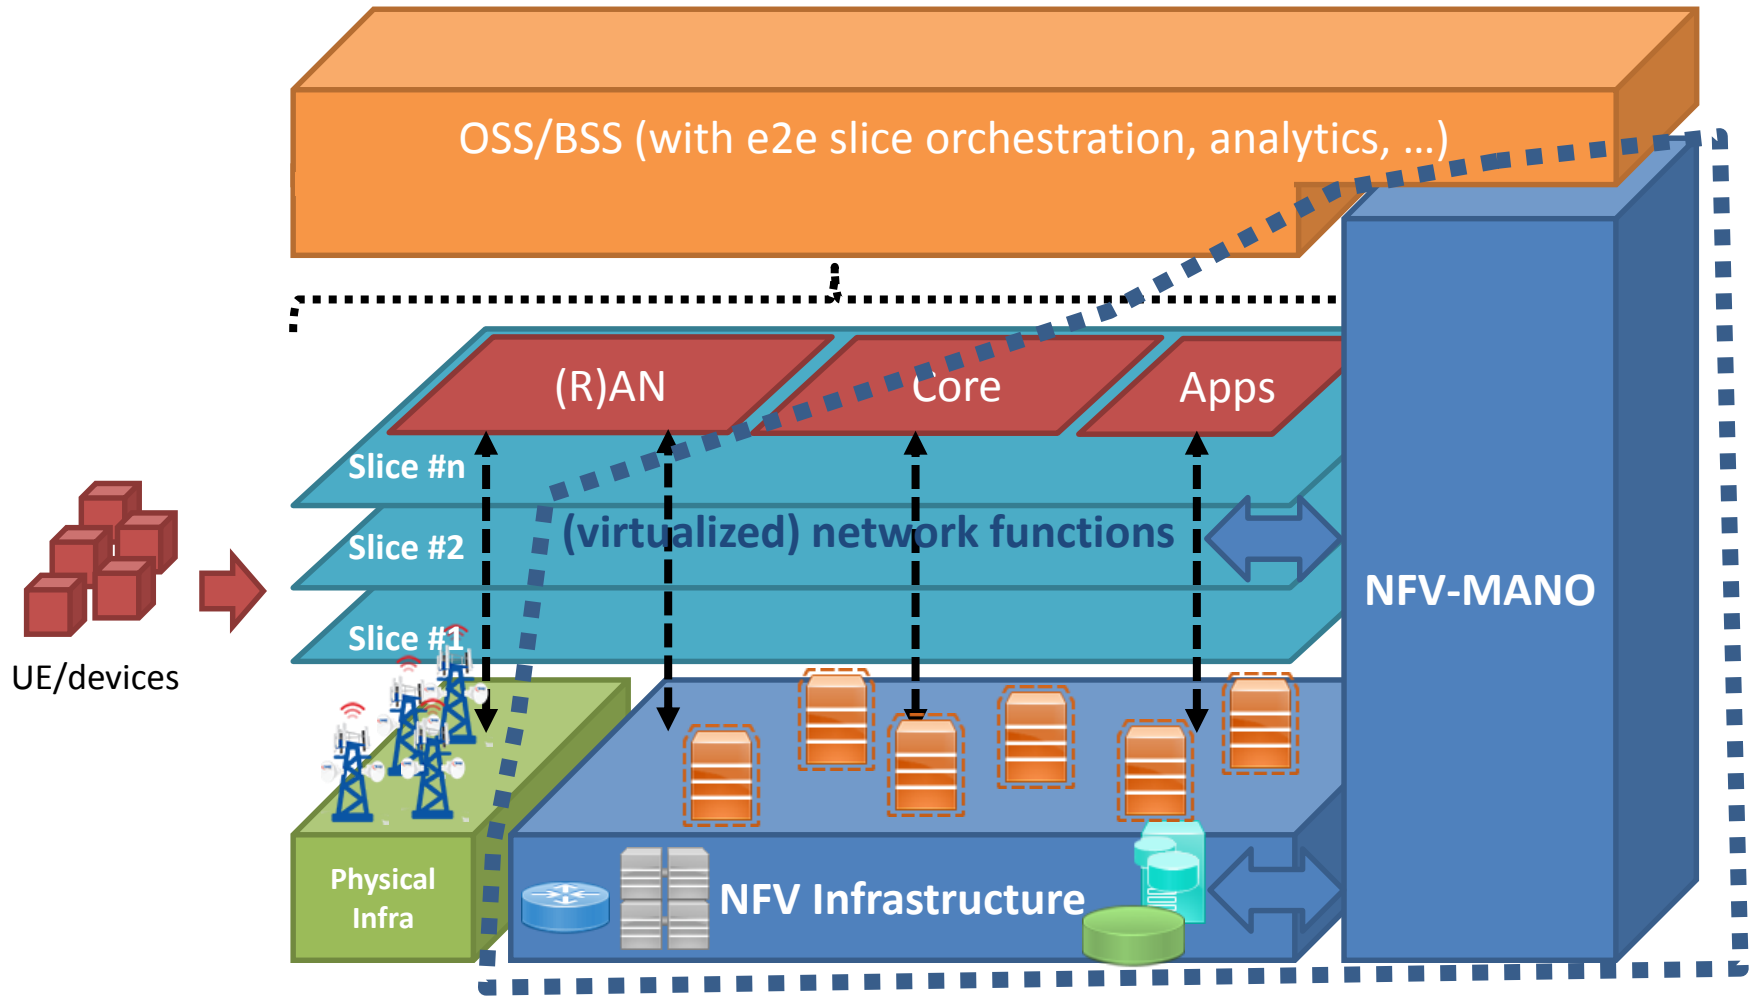 OSS/BSS (with e2e slice orchestration, analytics, ...)
(R)AN
Core
Apps
Slice #n
(virtualized) network functions
Slice #2
NFV-MANO
Slice #1
UE/devices
Physical
Infra
NFV Infrastructure